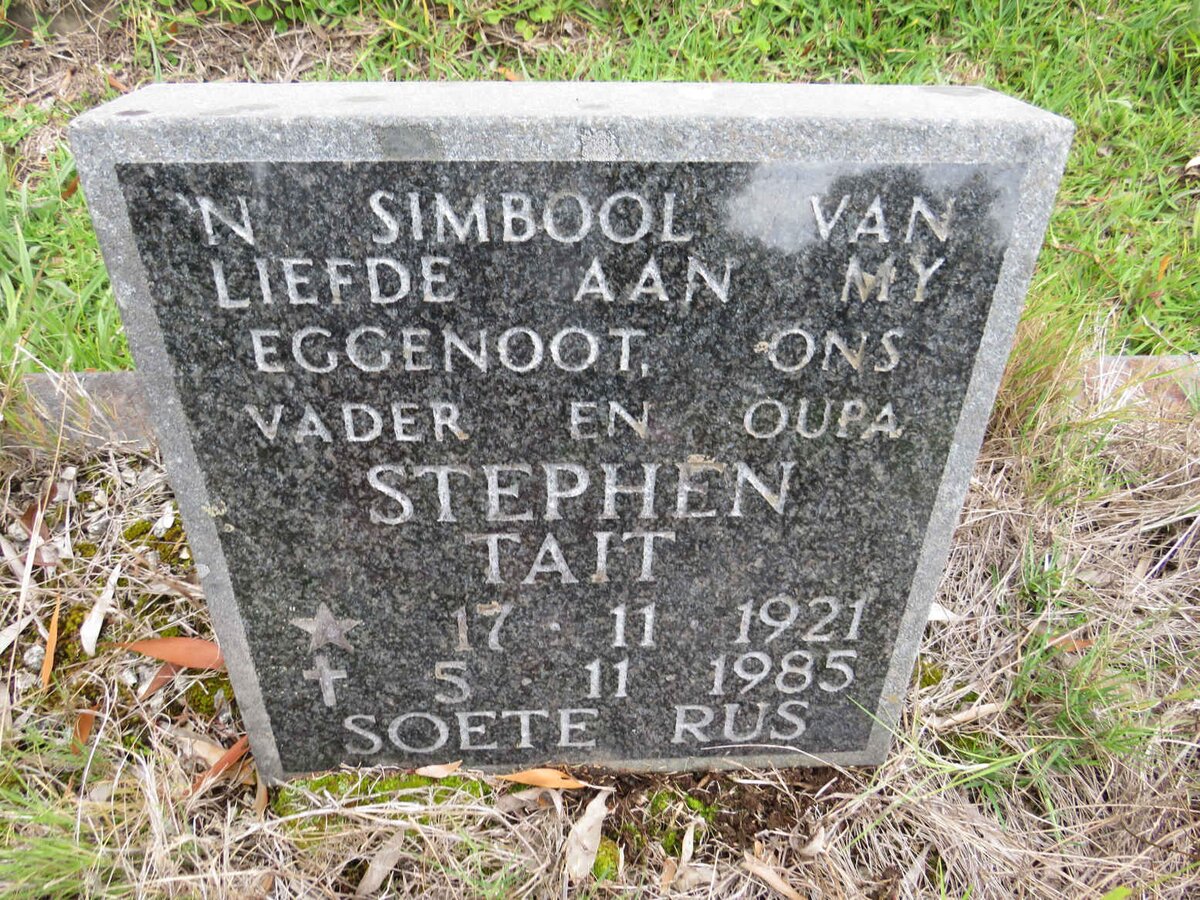 'N SIMBOOL VAN
LIEFDE AAN MY
EGGENOOT, ONS
VADER EN OUPA
STEPHEN
TAIT
★ 17 · 11 1921
✝ 5 · 11 · 1985
SOETE RUS